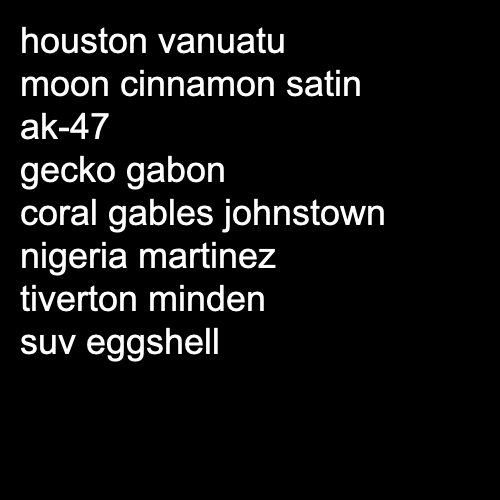 houston vanuatu
moon cinnamon satin
ak-47
gecko gabon
coral gables johnstown
nigeria martinez
tiverton minden
suv eggshell